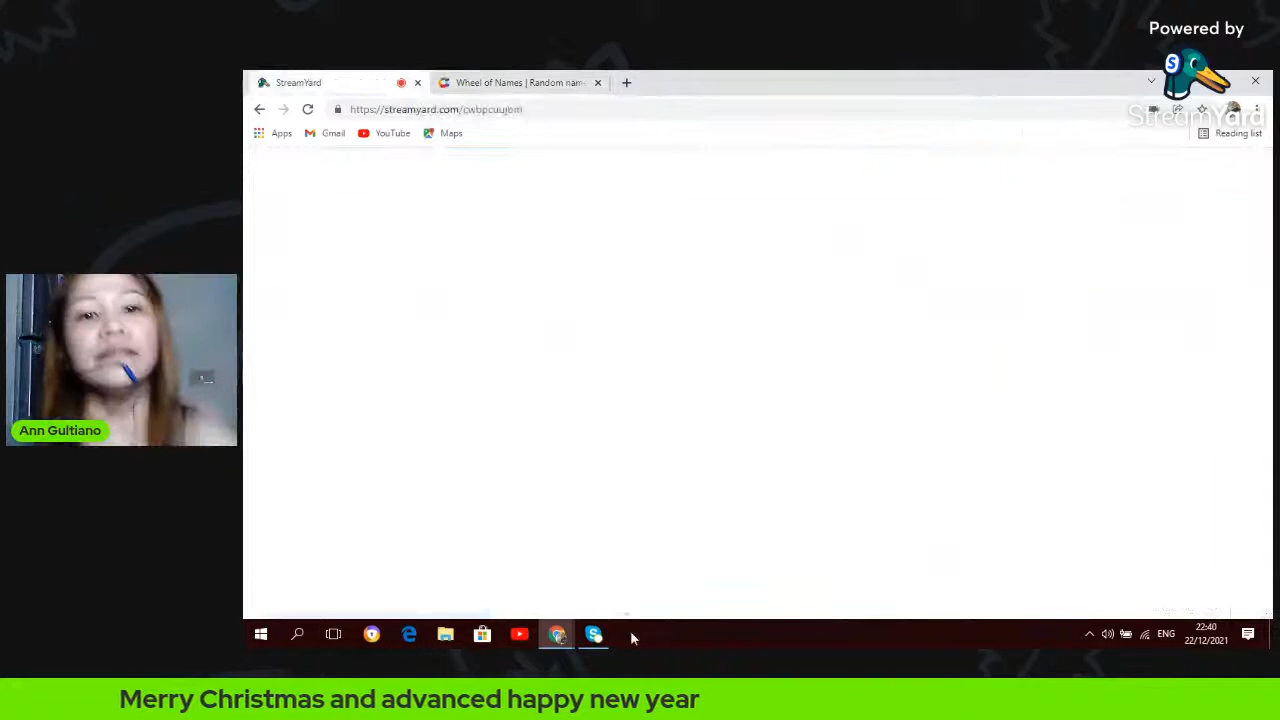 Powered by
StreamYard
StreamYard
Wheel of Names | Random nam
Apps
Gmail
YouTube
Maps
Reading list
Ann Gultiano
ENG
22:40
22/12/2021
Merry Christmas and advanced happy new year